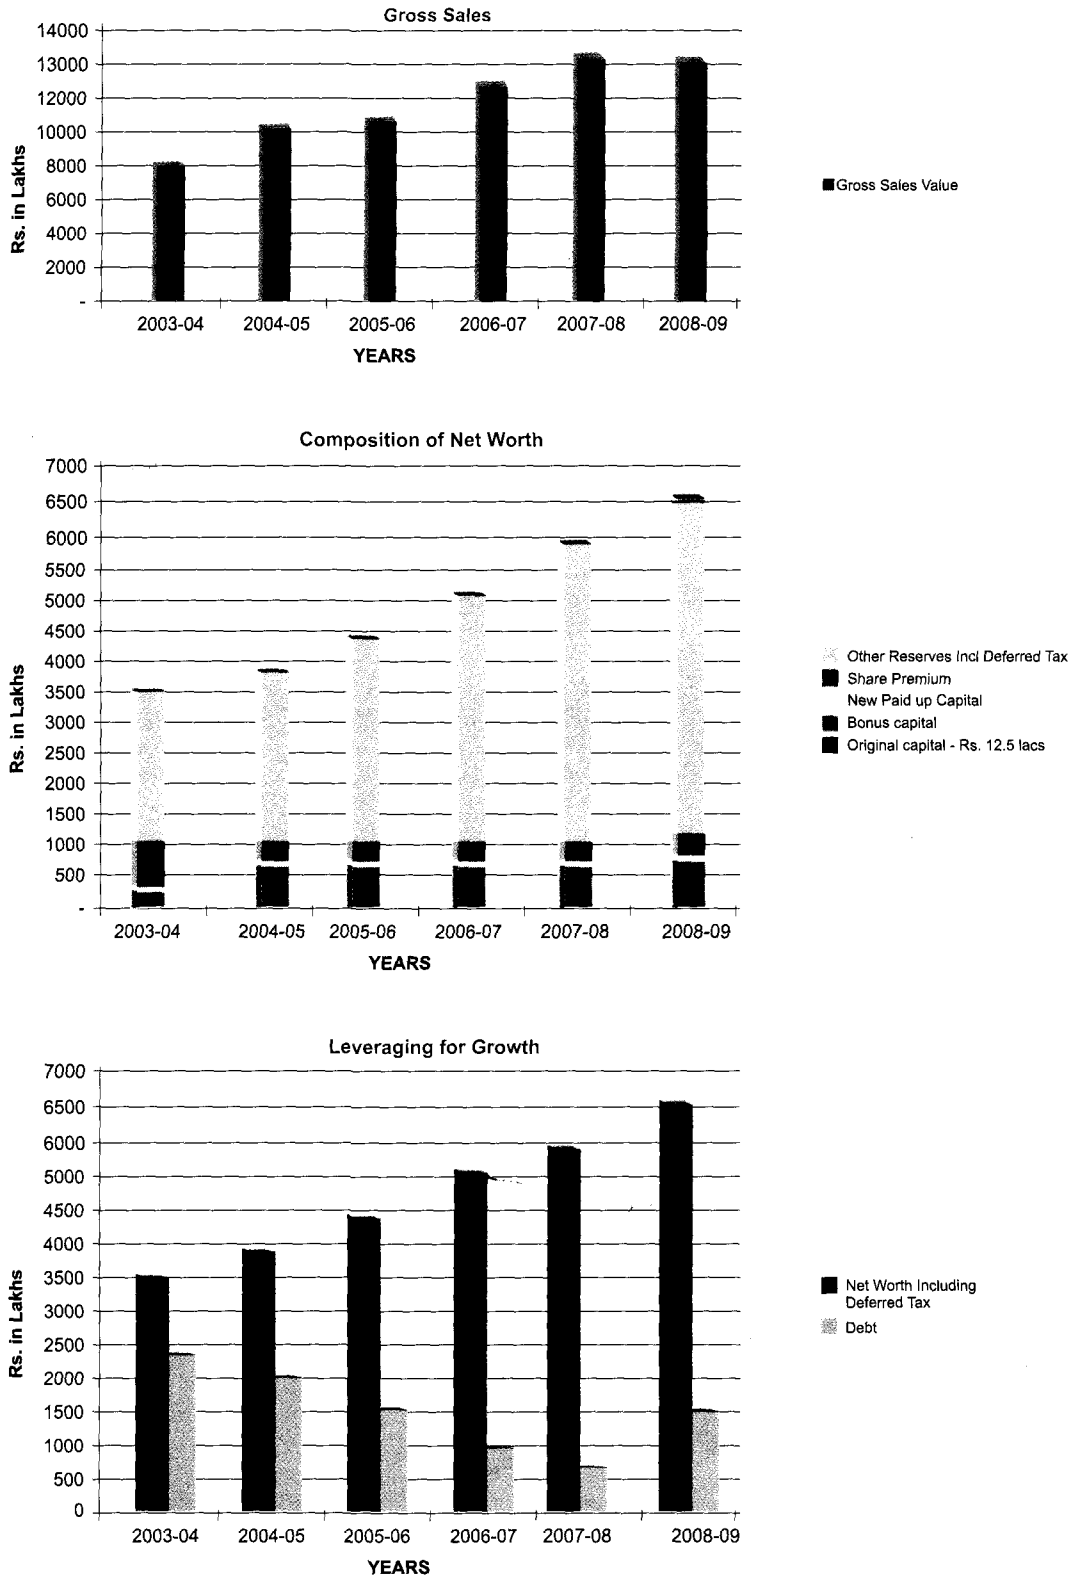 Gross Sales
14000
13000
12000
10000
8000
6000
4000
2000
-
Rs. in Lakhs
2003-04 2004-05 2005-06 2006-07 2007-08 2008-09
YEARS
Gross Sales Value
Composition of Net Worth
7000
6500
6000
5500
5000
4500
4000
3500
3000
2500
2000
1500
1000
500
-
Rs. in Lakhs
2003-04 2004-05 2005-06 2006-07 2007-08 2008-09
YEARS
Other Reserves Incl Deferred Tax
Share Premium
New Paid up Capital
Bonus capital
Original capital - Rs. 12.5 lacs
Leveraging for Growth
7000
6500
6000
5000
4500
4000
3500
3000
2500
2000
1500
1000
500
0
Rs. in Lakhs
2003-04 2004-05 2005-06 2006-07 2007-08 2008-09
YEARS
Net Worth Including
Deferred Tax
Debt